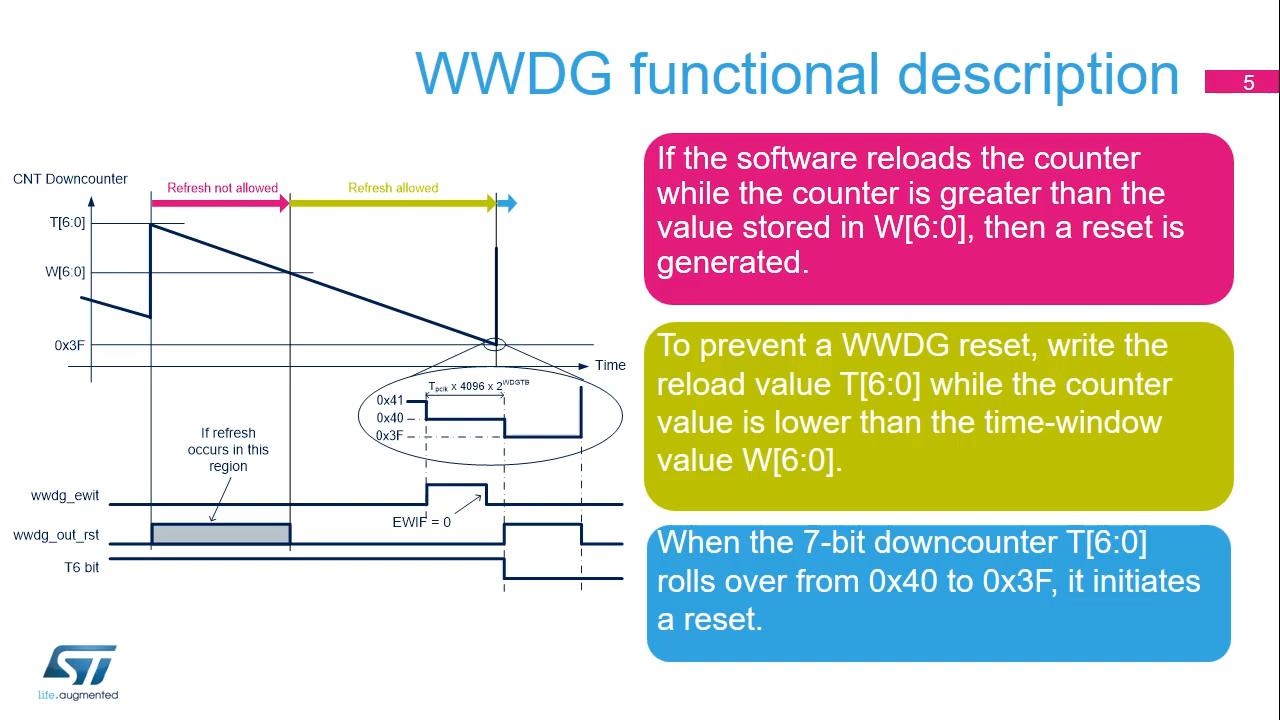 WWDG functional description
5
CNT Downcounter
Refresh not allowed
Refresh allowed
T[6:0]
W[6:0]
0x3F
Time
Tpclk x 4096 x 2WDGTB
0x41
0x40
0x3F
If refresh
occurs in this
region
wwdg_ewit
EWIF = 0
wwdg_out_rst
T6 bit
If the software reloads the counter
while the counter is greater than the
value stored in W[6:0], then a reset is
generated.
To prevent a WWDG reset, write the
reload value T[6:0] while the counter
value is lower than the time-window
value W[6:0].
When the 7-bit downcounter T[6:0]
rolls over from 0x40 to 0x3F, it initiates
a reset.
ST
life.augmented